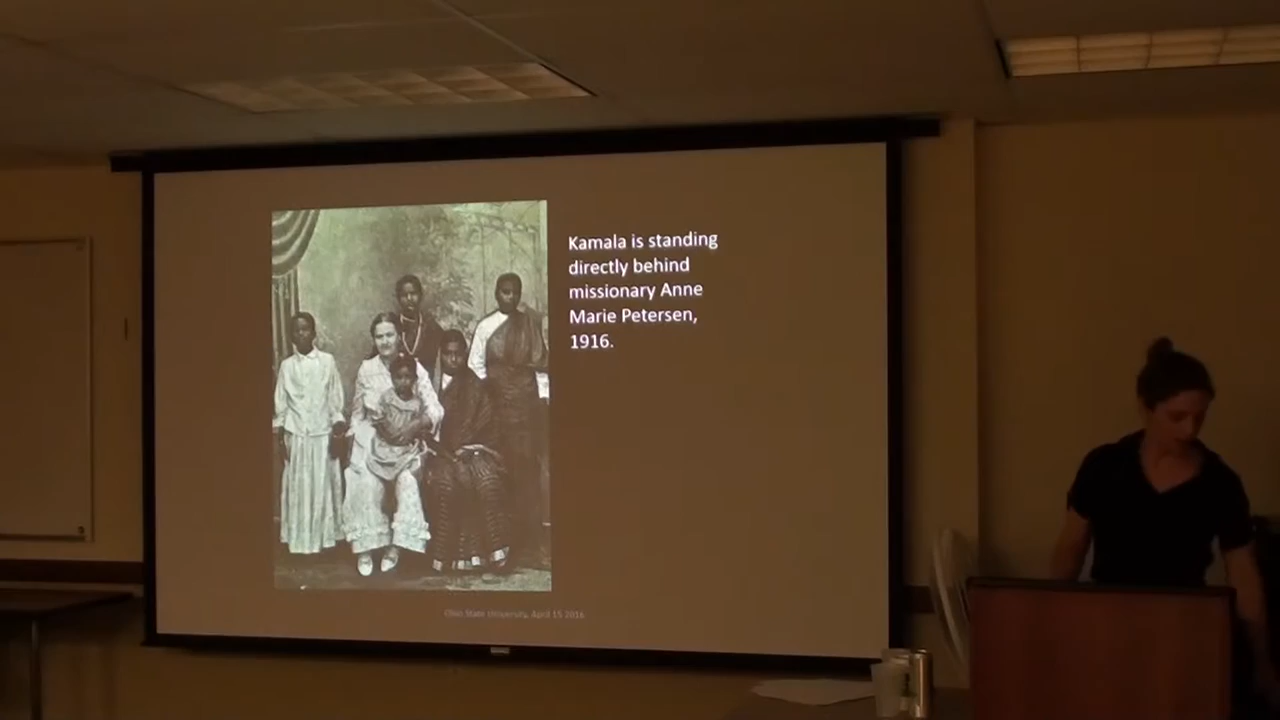 Kamala is standing
directly behind
missionary Anne
Marie Petersen,
1916.
Ohio State University, April 15 2016